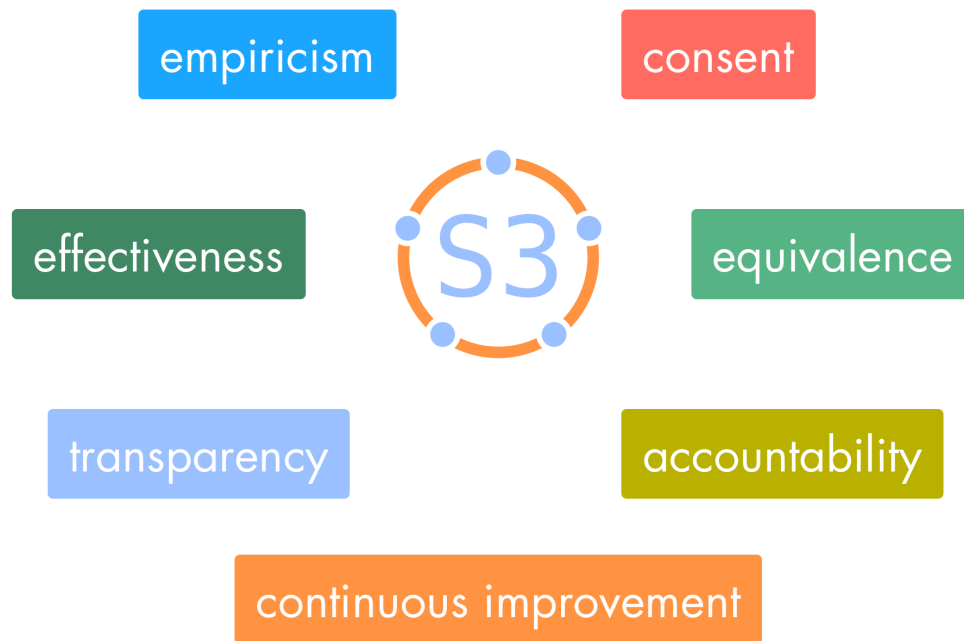 empiricism
consent
S3
effectiveness
equivalence
transparency
accountability
continuous improvement